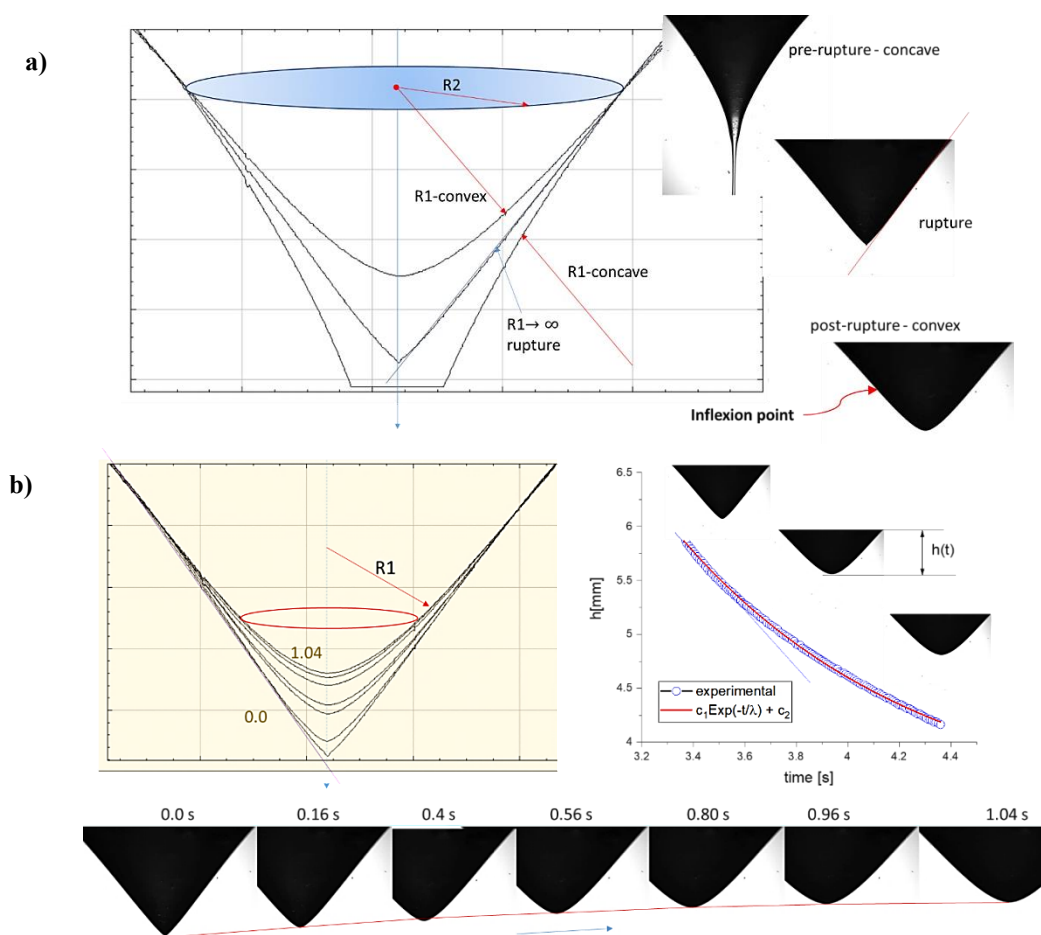 a)
R2
pre-rupture - concave
R1-convex
rupture
R1-concave
R1→ ∞
rupture
post-rupture - convex
Inflexion point
b)
R1
1.04
0.0
6.5
6
5.5
5
4.5
4
h[mm]
h(t)
experimental
c₁Exp(-t/λ) + c₂
3.2 3.4 3.6 3.8 4 4.2 4.4 4.6
time [s]
0.0 s 0.16 s 0.4 s 0.56 s 0.80 s 0.96 s 1.04 s